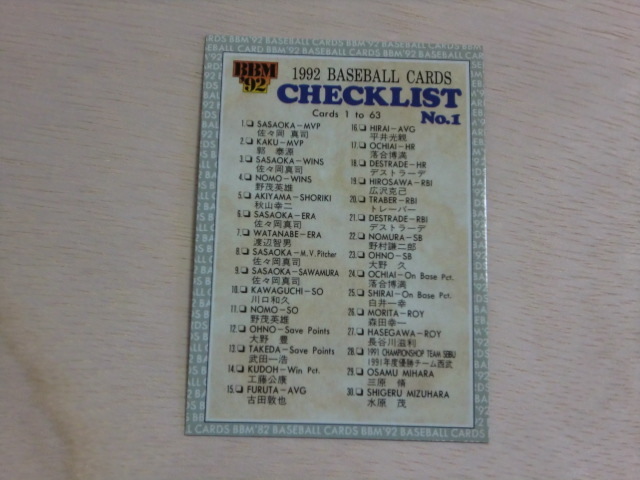 BBM '92
1992 BASEBALL CARDS
CHECKLIST
Cards 1 to 63
No.1
1.❏ SASAOKA–MVP
佐々岡 真司
2.❏ KAKU–MVP
郭 泰源
3.❏ SASAOKA–WINS
佐々岡真司
4.❏ NOMO–WINS
野茂英雄
5.❏ AKIYAMA–SHORIKI
秋山幸二
6.❏ SASAOKA–ERA
佐々岡真司
7.❏ WATANABE–ERA
渡辺智男
8.❏ SASAOKA–M.V. Pitcher
佐々岡真司
9.❏ SASAOKA–SAWAMURA
佐々岡真司
10.❏ KAWAGUCHI–SO
川口和久
11.❏ NOMO–SO
野茂英雄
12.❏ OHNO–Save Points
大野 豊
13.❏ TAKEDA–Save Points
武田一浩
14.❏ KUDOH–Win Pct.
工藤公康
15.❏ FURUTA–AVG
古田敦也
16.❏ HIRAI–AVG
平井光親
17.❏ OCHIAI–HR
落合博満
18.❏ DESTRADE–HR
デストラーデ
19.❏ HIROSAWA–RBI
広沢克己
20.❏ TRABER–RBI
トレーバー
21.❏ DESTRADE–RBI
デストラーデ
22.❏ NOMURA–SB
野村謙二郎
23.❏ OHNO–SB
大野 久
24.❏ OCHIAI–On Base Pct.
落合博満
25.❏ SHIRAI–On Base Pct.
白井一幸
26.❏ MORITA–ROY
森田幸一
27.❏ HASEGAWA–ROY
長谷川滋利
28.❏ 1991 CHAMPIONSHOP TEAM SEIBU
1991年度優勝チーム西武
29.❏ OSAMU MIHARA
三原 脩
30.❏ SHIGERU MIZUHARA
水原 茂
BASEBALL CARDS BBM'92 BASEBALL CARDS BBM'92